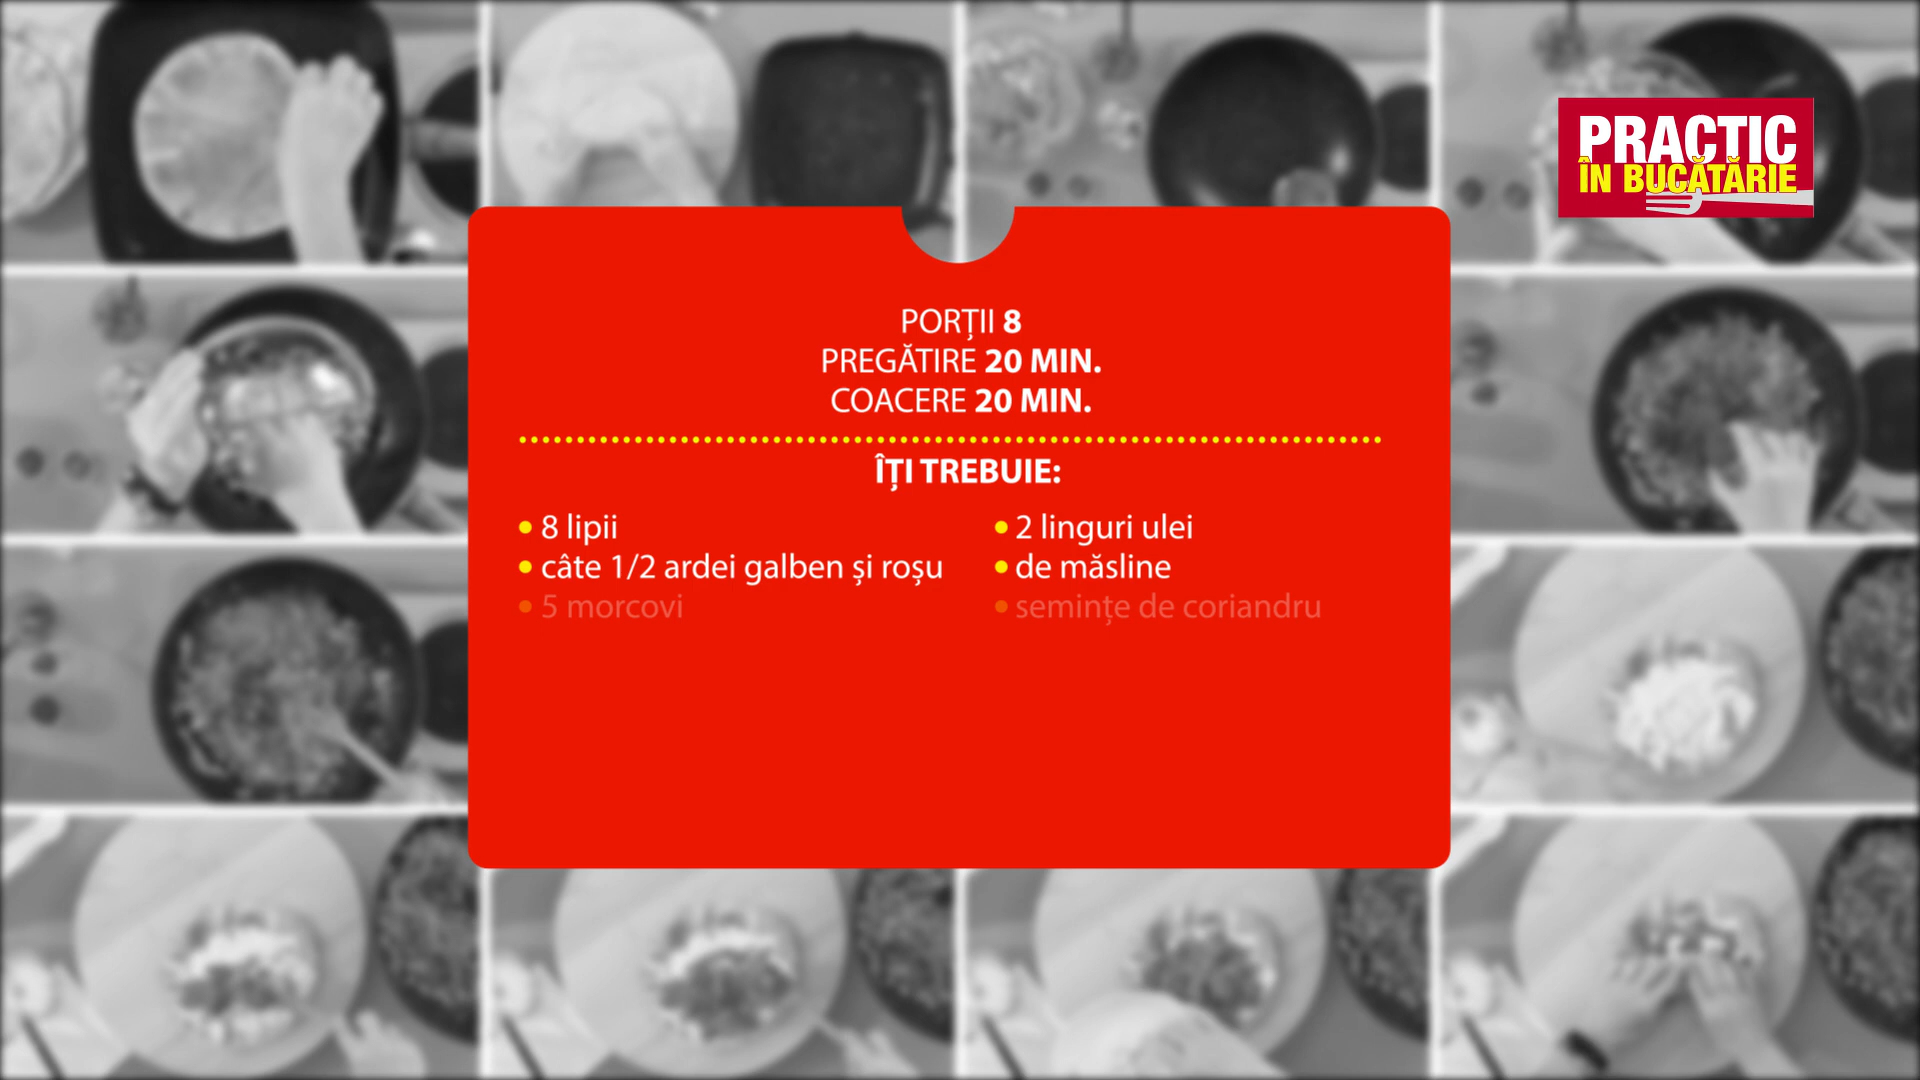 PRACTIC
ÎN BUCĂTĂRIE
PORȚII 8
PREGĂTIRE 20 MIN.
COACERE 20 MIN.
ÎȚI TREBUIE:
• 8 lipii
• câte 1/2 ardei galben și roșu
• 5 morcovi
• 2 linguri ulei
• de măsline
• semințe de coriandru